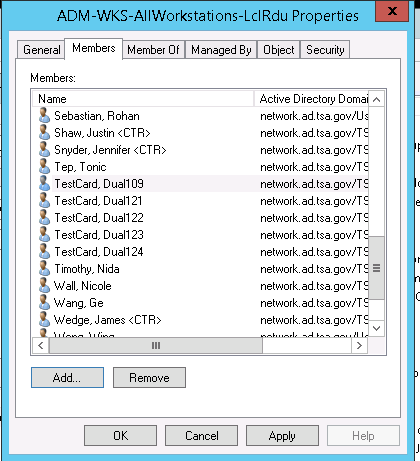 ADM-WKS-AllWorkstations-LclRdu Properties
General Members Member Of Managed By Object Security
Members:
Name Active Directory Domai
Sebastian, Rohan network.ad.tsa.gov/Us
Shaw, Justin <CTR> network.ad.tsa.gov/TS
Snyder, Jennifer <CTR> network.ad.tsa.gov/TS
Tep, Tonic network.ad.tsa.gov/TS
TestCard, Dual109 network.ad.tsa.gov/TS
TestCard, Dual121 network.ad.tsa.gov/TS
TestCard, Dual122 network.ad.tsa.gov/TS
TestCard, Dual123 network.ad.tsa.gov/TS
TestCard, Dual124 network.ad.tsa.gov/TS
Timothy, Nida network.ad.tsa.gov/TS
Wall, Nicole network.ad.tsa.gov/TS
Wang, Ge network.ad.tsa.gov/TS
Wedge, James <CTR> network.ad.tsa.gov/TS
Add... Remove
OK Cancel Apply Help